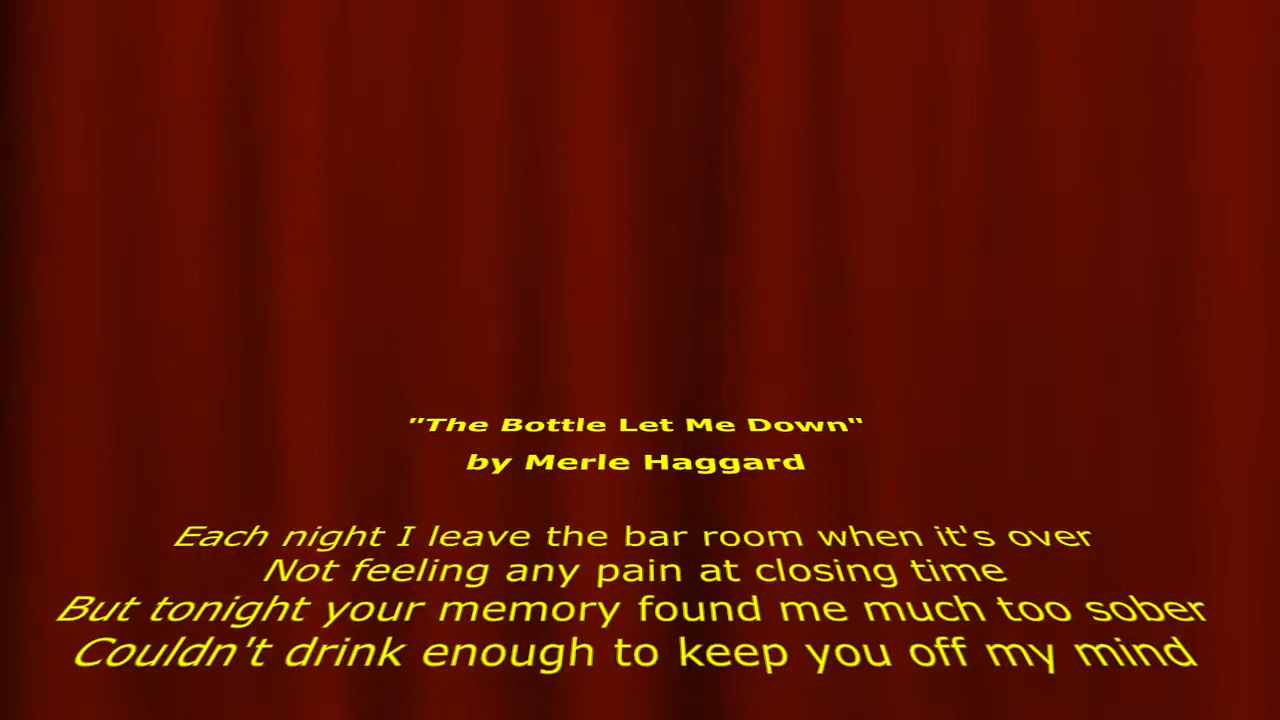 "The Bottle Let Me Down"
by Merle Haggard
Each night I leave the bar room when it's over
Not feeling any pain at closing time
But tonight your memory found me much too sober
Couldn't drink enough to keep you off my mind